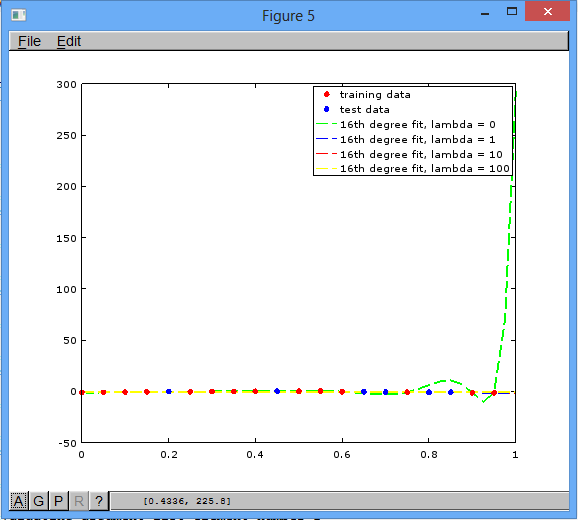 Figure 5
File Edit
300
250
200
150
100
50
0
-50
0
0.2
0.4
0.6
0.8
1
training data
test data
16th degree fit, lambda = 0
16th degree fit, lambda = 1
16th degree fit, lambda = 10
16th degree fit, lambda = 100
A G P R ? [0.4336, 225.8]